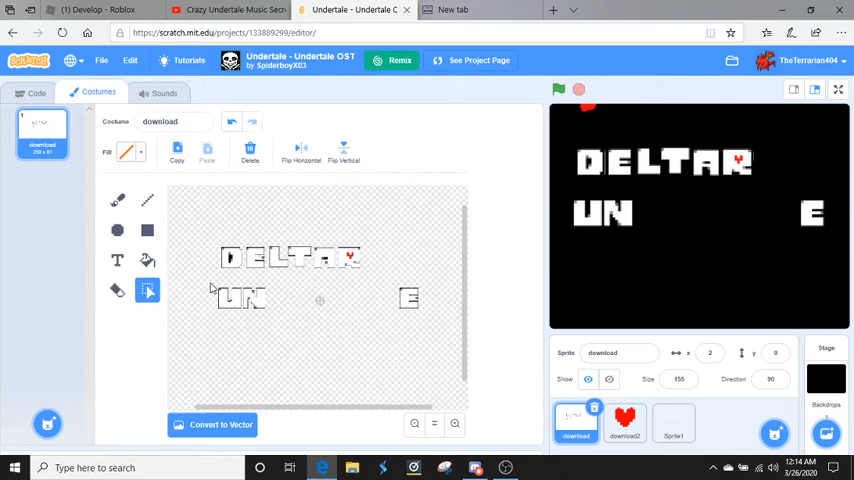 (1) Develop - Roblox
Crazy Undertale Music Secr
Undertale - Undertale O
New tab
https://scratch.mit.edu/projects/133889299/editor/
SCRATCH
File
Edit
Tutorials
Undertale - Undertale OST
by SpiderboyX03
Remix
See Project Page
TheTerrarian404
Code
Costumes
Sounds
Costume
download
Fill
Copy
Paste
Delete
Flip Horizontal
Flip Vertical
1
download
DELTAR
UN E
DELTAR
UN E
T
Convert to Vector
Sprite
download
x
2
y
0
Show
Size
155
Direction
90
Stage
Backdrops
download
download2
Sprite1
Type here to search
12:14 AM
3/26/2020